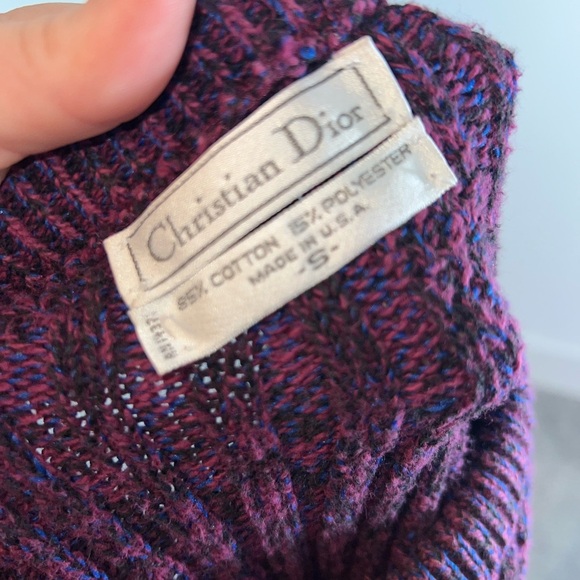 Christian Dior
85% COTTON 15% POLYESTER
MADE IN U.S.A.
-S-